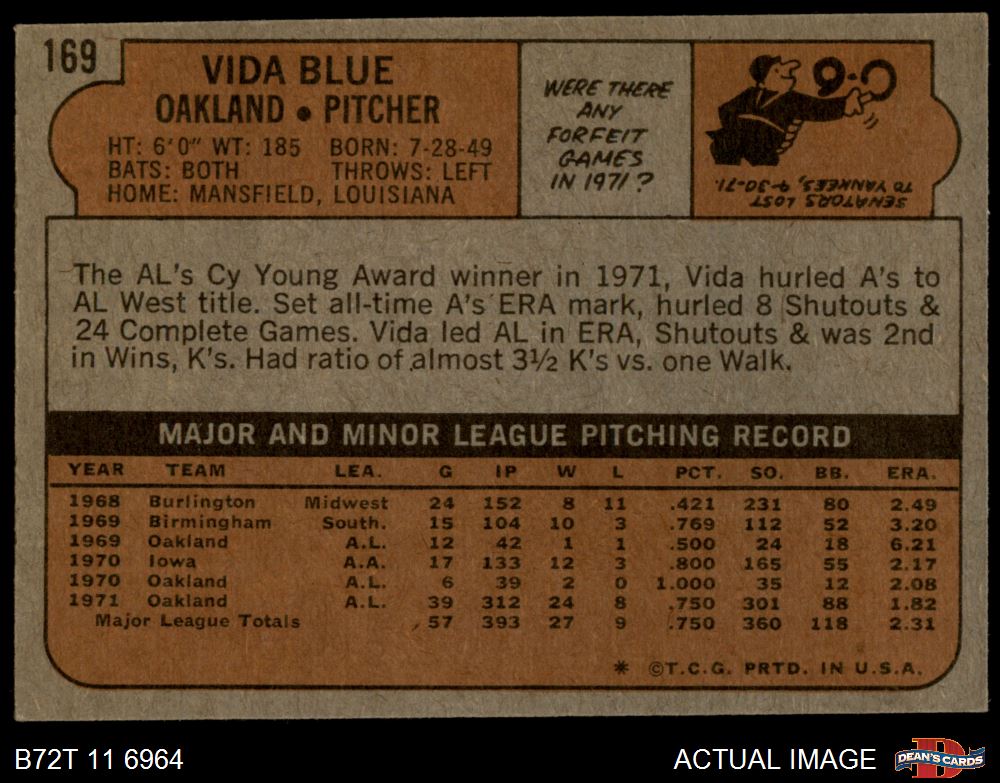 169
VIDA BLUE
OAKLAND • PITCHER
HT: 6'0" WT: 185 BORN: 7-28-49
BATS: BOTH THROWS: LEFT
HOME: MANSFIELD, LOUISIANA
WERE THERE
ANY
FORFEIT
GAMES
IN 1971?
SENATORS LOST
TO YANKEES, 9-30-71.
9-0
The AL's Cy Young Award winner in 1971, Vida hurled A's to
AL West title. Set all-time A's ERA mark, hurled 8 Shutouts &
24 Complete Games. Vida led AL in ERA, Shutouts & was 2nd
in Wins, K's. Had ratio of almost 3½ K's vs. one Walk.
MAJOR AND MINOR LEAGUE PITCHING RECORD
YEAR TEAM LEA. G IP W L PCT. SO. BB. ERA.
1968 Burlington Midwest 24 152 8 11 .421 231 80 2.49
1969 Birmingham South. 15 104 10 3 .769 112 52 3.20
1969 Oakland A.L. 12 42 1 1 .500 24 18 6.21
1970 Iowa A.A. 17 133 12 3 .800 165 55 2.17
1970 Oakland A.L. 6 39 2 0 1.000 35 12 2.08
1971 Oakland A.L. 39 312 24 8 .750 301 88 1.82
Major League Totals 57 393 27 9 .750 360 118 2.31
* ©T.C.G. PRTD. IN U.S.A.
B72T 11 6964
ACTUAL IMAGE
DEAN'S CARDS